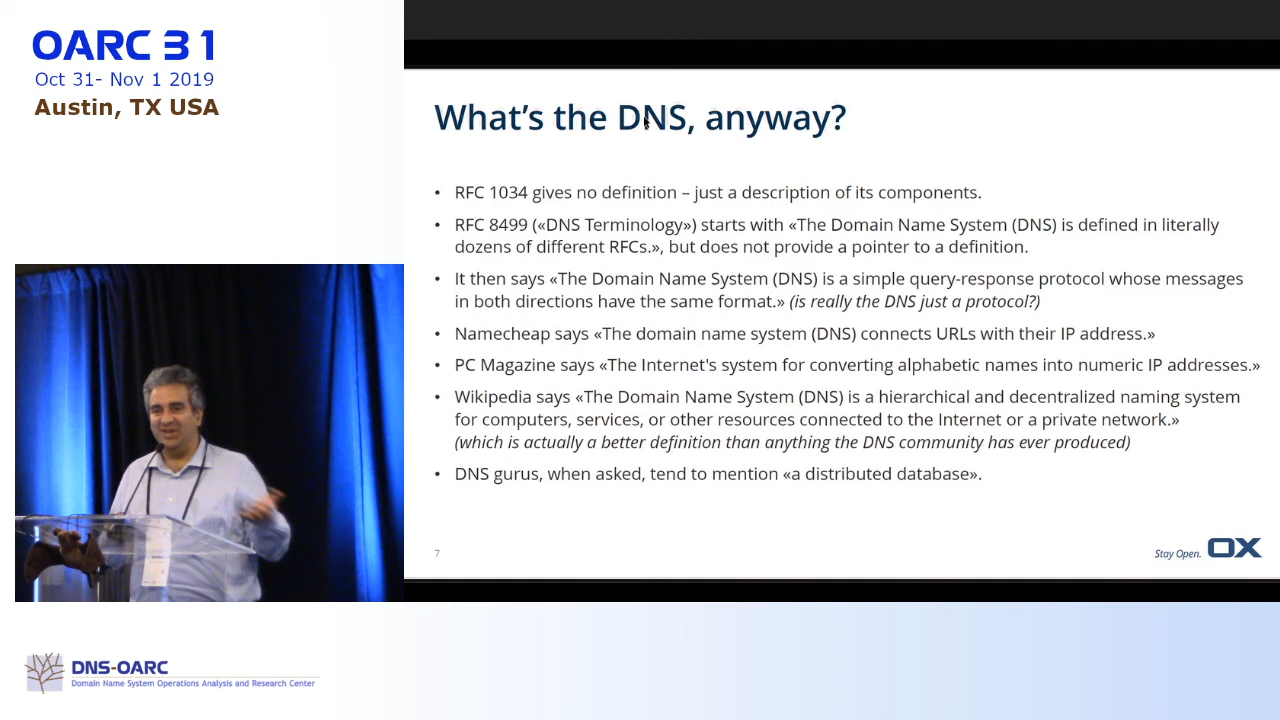 OARC 31
Oct 31- Nov 1 2019
Austin, TX USA
What's the DNS, anyway?
• RFC 1034 gives no definition – just a description of its components.
• RFC 8499 («DNS Terminology») starts with «The Domain Name System (DNS) is defined in literally
dozens of different RFCs.», but does not provide a pointer to a definition.
• It then says «The Domain Name System (DNS) is a simple query-response protocol whose messages
in both directions have the same format.» (is really the DNS just a protocol?)
• Namecheap says «The domain name system (DNS) connects URLs with their IP address.»
• PC Magazine says «The Internet's system for converting alphabetic names into numeric IP addresses.»
• Wikipedia says «The Domain Name System (DNS) is a hierarchical and decentralized naming system
for computers, services, or other resources connected to the Internet or a private network.»
(which is actually a better definition than anything the DNS community has ever produced)
• DNS gurus, when asked, tend to mention «a distributed database».
7
Stay Open. OX
DNS-OARC
Domain Name System Operations Analysis and Research Center